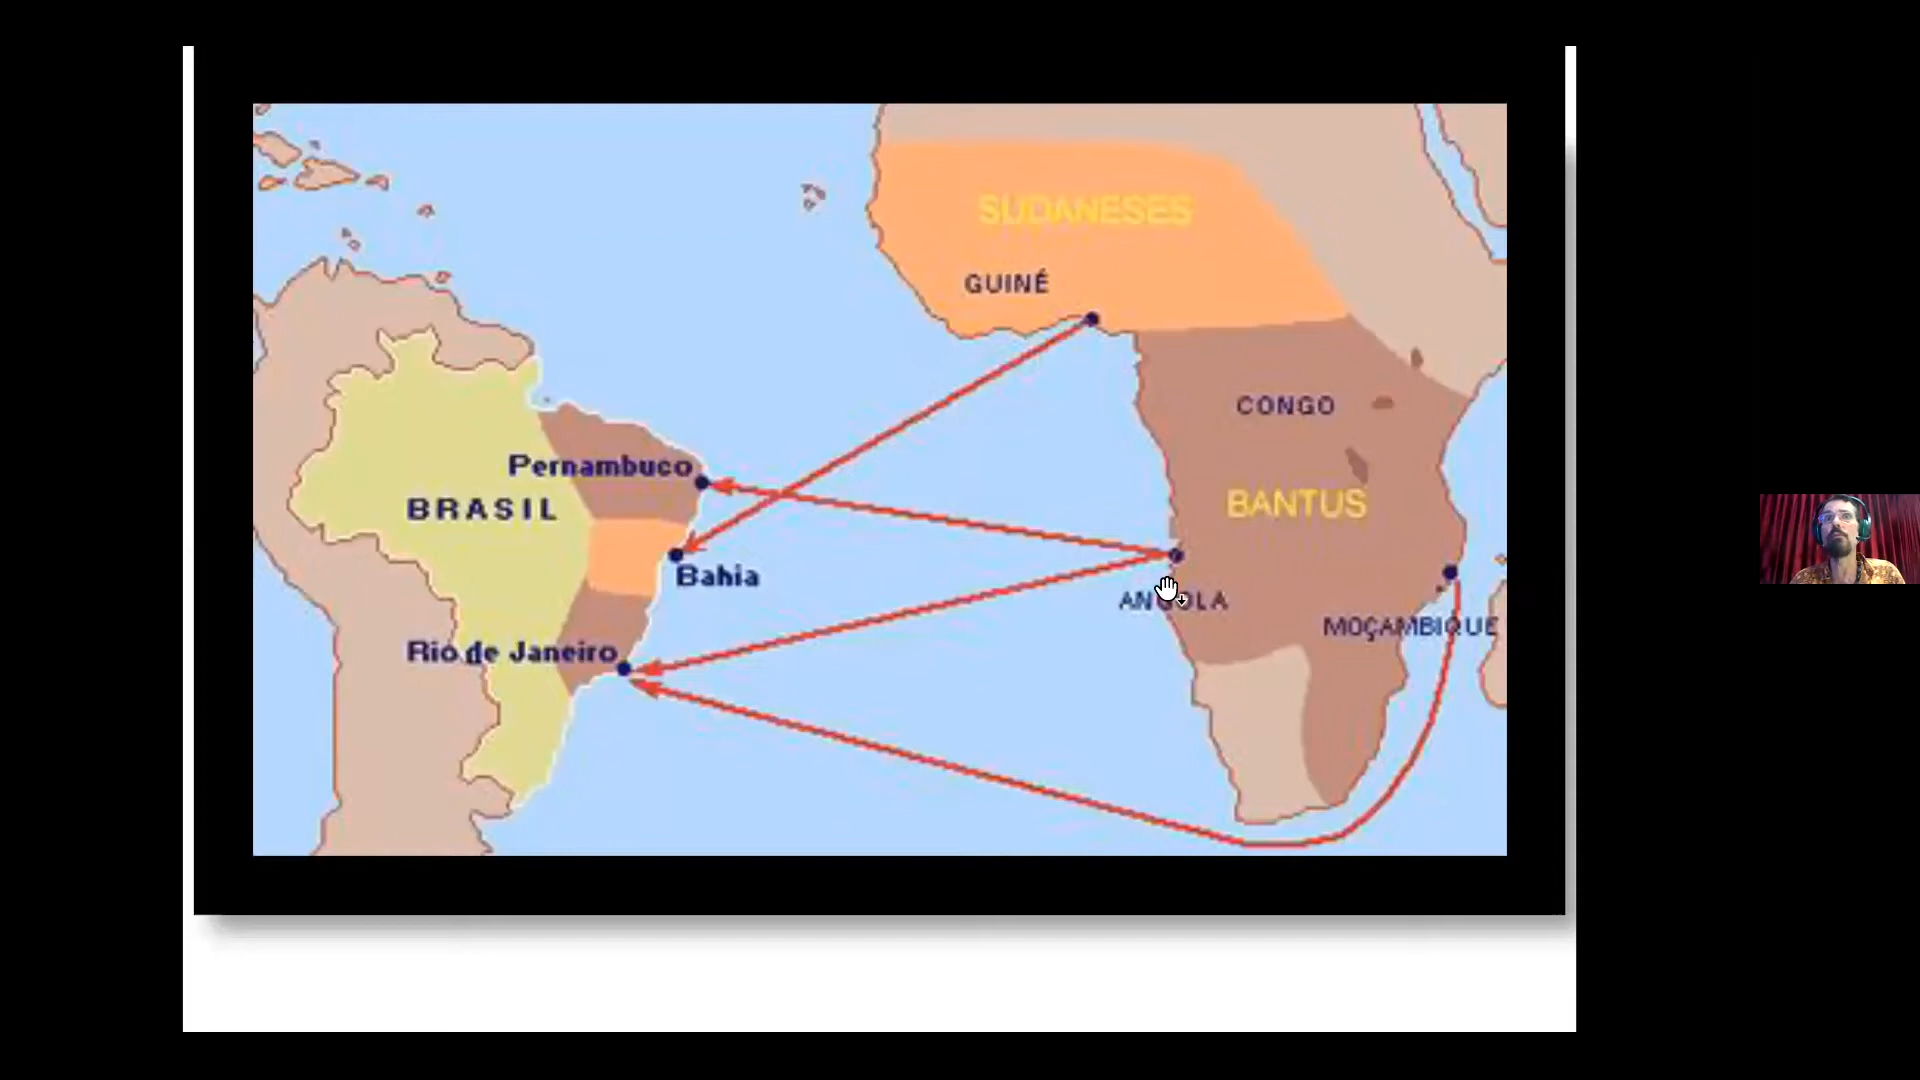 SUDANESES
GUINÉ
CONGO
Pernambuco
BRASIL
BANTUS
Bahia
ANGOLA
MOÇAMBIQUE
Rio de Janeiro